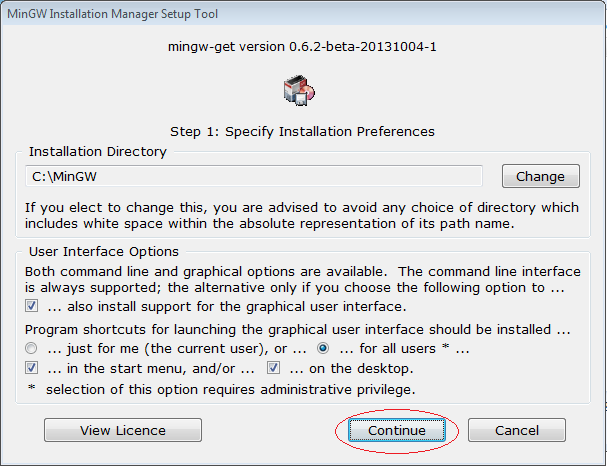 MinGW Installation Manager Setup Tool
mingw-get version 0.6.2-beta-20131004-1
Step 1: Specify Installation Preferences
Installation Directory
C:\MinGW
Change
If you elect to change this, you are advised to avoid any choice of directory which
includes white space within the absolute representation of its path name.
User Interface Options
Both command line and graphical options are available. The command line interface
is always supported; the alternative only if you choose the following option to ...
... also install support for the graphical user interface.
Program shortcuts for launching the graphical user interface should be installed ...
... just for me (the current user), or ... ... for all users * ...
... in the start menu, and/or ... ... on the desktop.
* selection of this option requires administrative privilege.
View Licence Continue Cancel